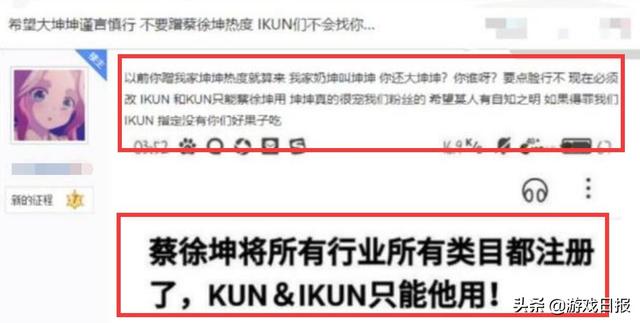 希望大坤坤谨言慎行 不要蹭蔡徐坤热度 IKUN们不会找你...
楼主
以前你蹭我家坤坤热度就算来 我家奶坤叫坤坤 你还大坤坤？你谁呀？要点脸行不 现在必须
改 IKUN 和KUN只能蔡徐坤用 坤坤真的很宠我们粉丝的 希望某人有自知之明 如果得罪我们
IKUN 指定没有你们好果子吃
新的征程
03:52
16.9 K/s
蔡徐坤将所有行业所有类目都注册
了，KUN＆IKUN只能他用！
头条 @游戏日报